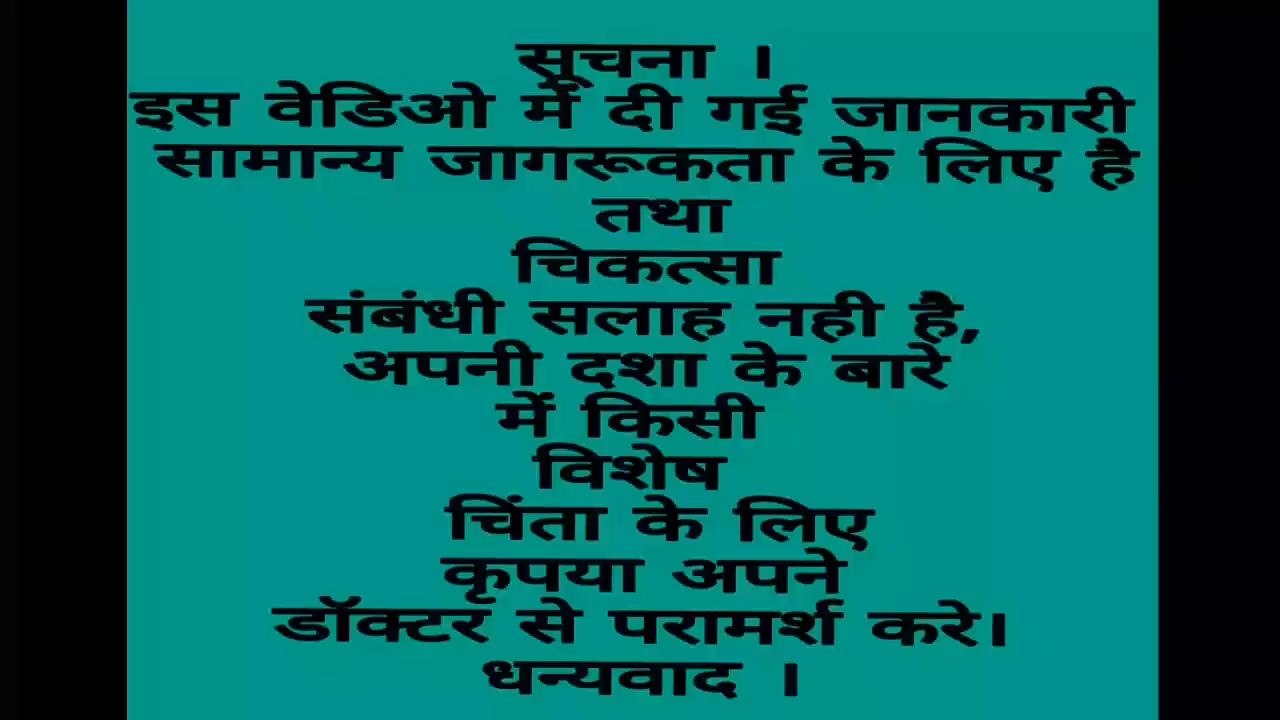 सूचना ।
इस वेडिओ में दी गई जानकारी
सामान्य जागरूकता के लिए है
तथा
चिकत्सा
संबंधी सलाह नही है,
अपनी दशा के बारे
में किसी
विशेष
चिंता के लिए
कृपया अपने
डॉक्टर से परामर्श करे।
धन्यवाद ।